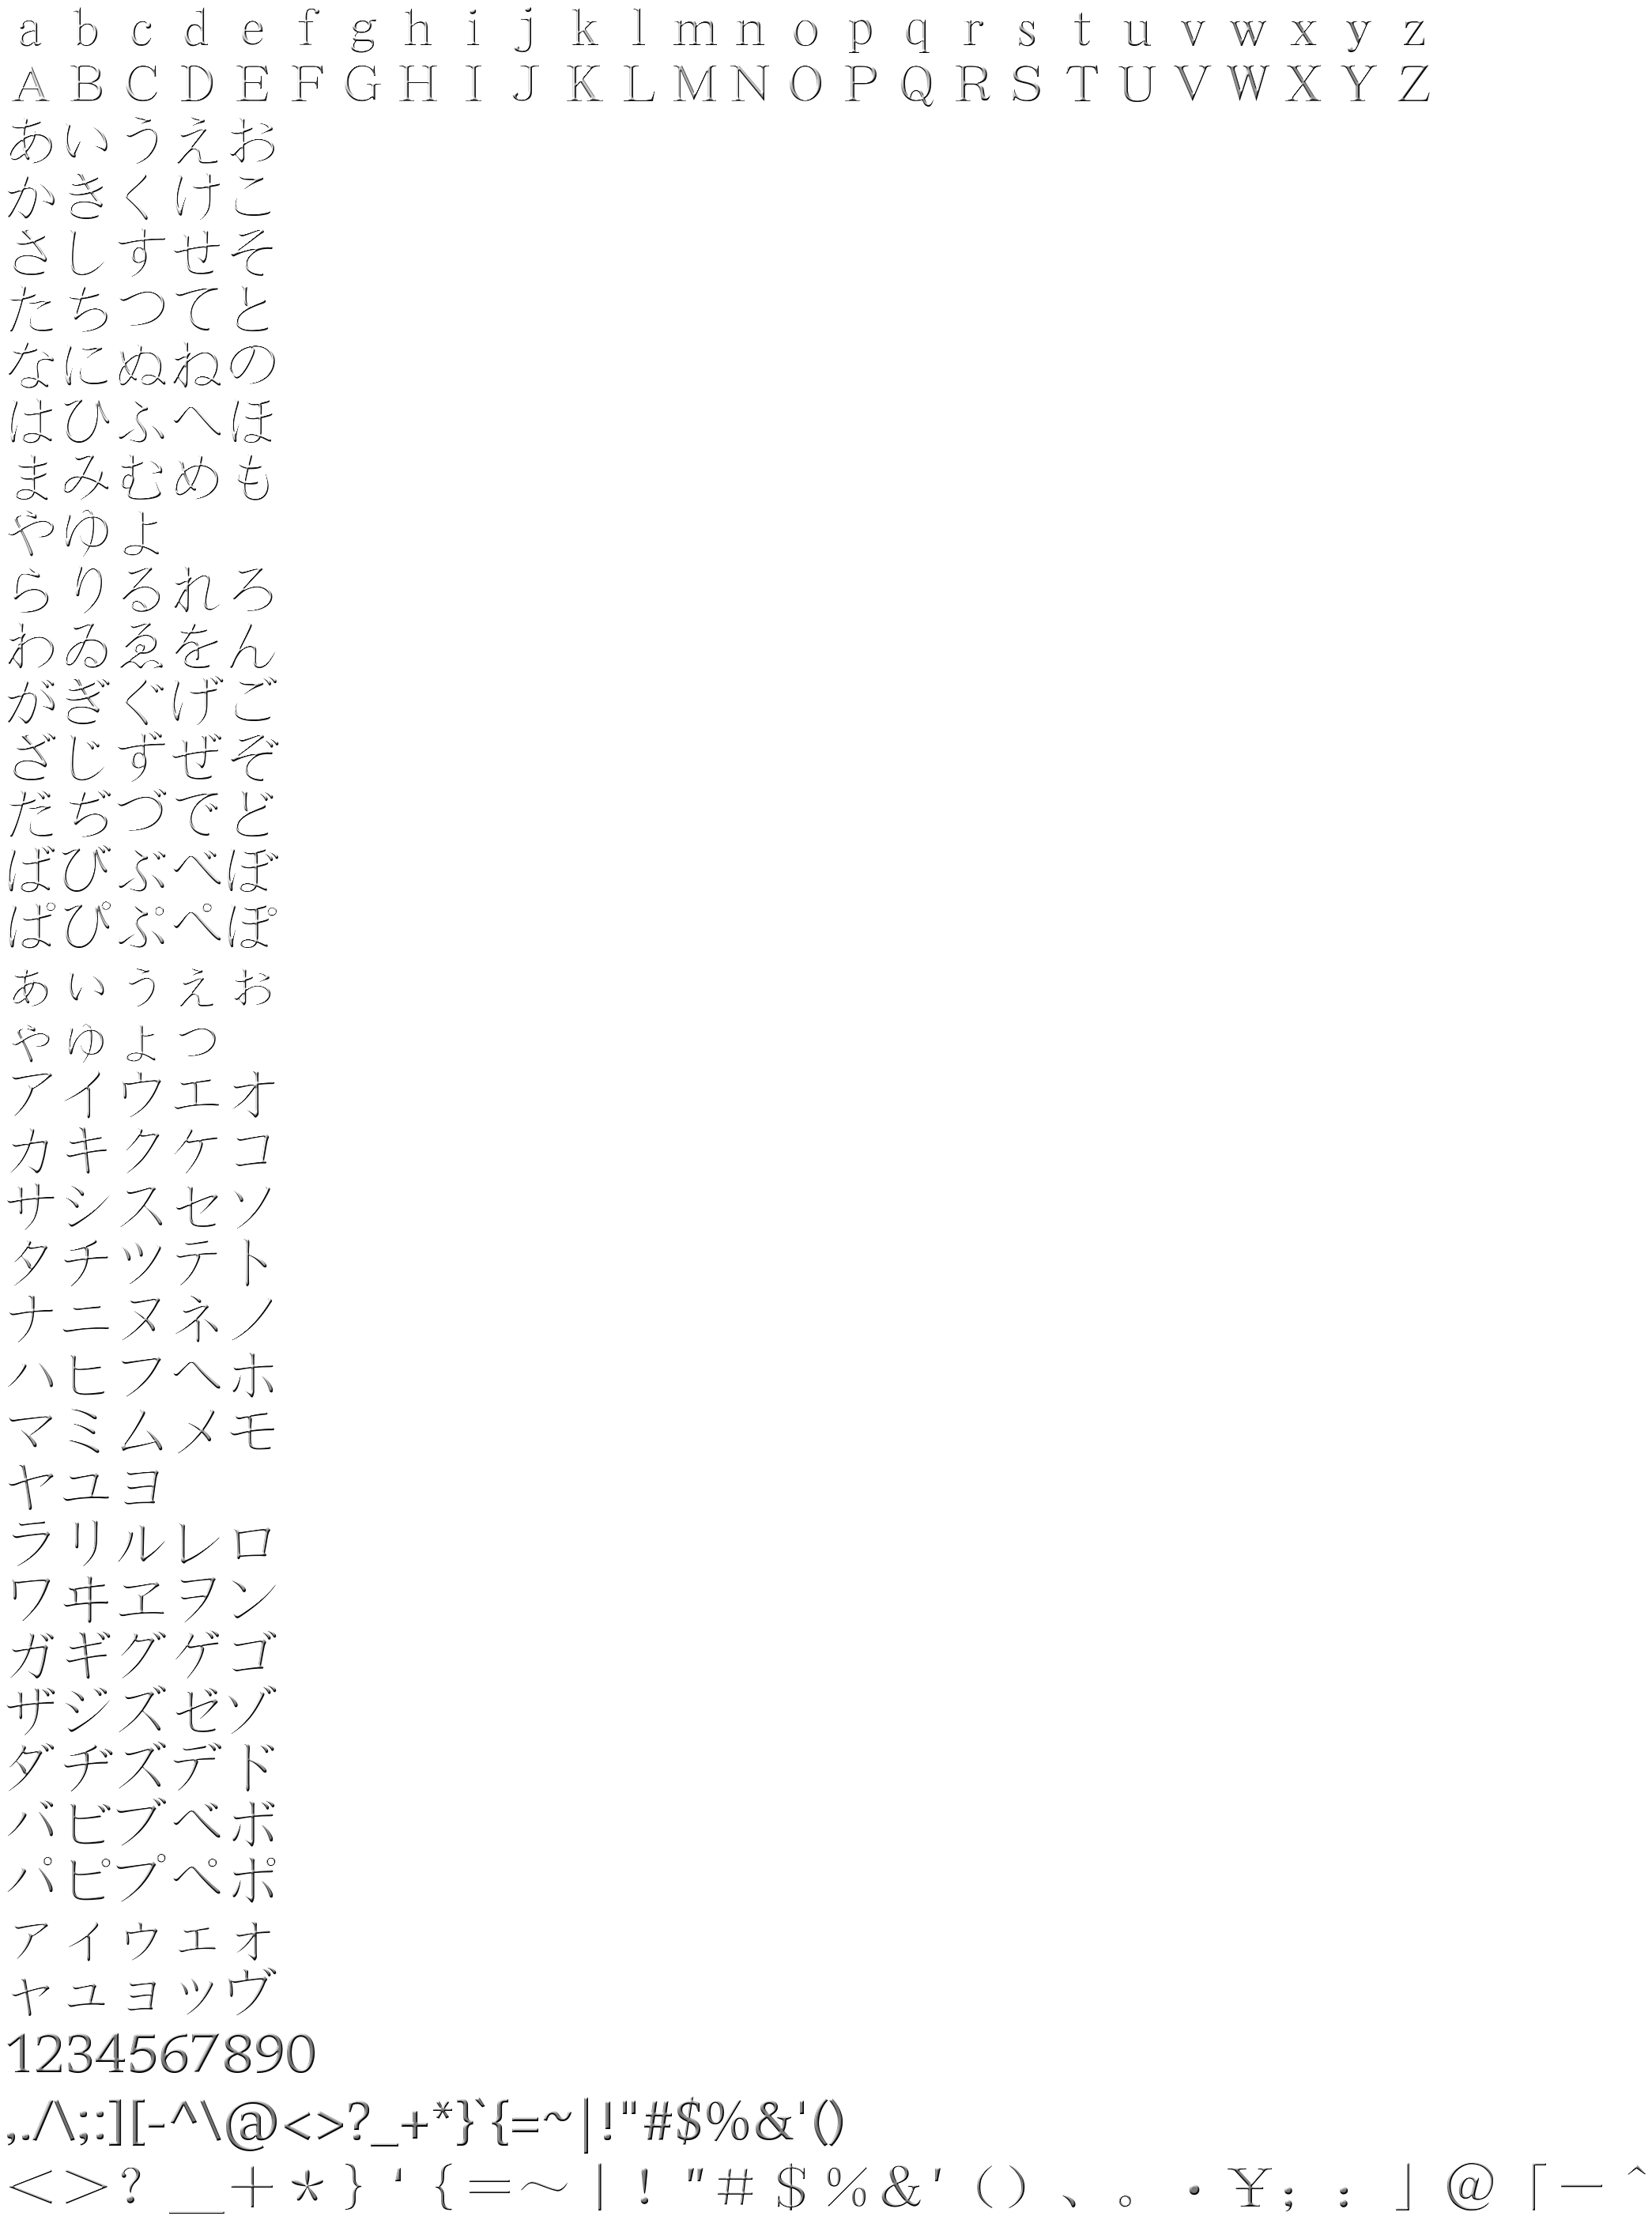 ａｂｃｄｅｆｇｈｉｊｋｌｍｎｏｐｑｒｓｔｕｖｗｘｙｚ
ＡＢＣＤＥＦＧＨＩＪＫＬＭＮＯＰＱＲＳＴＵＶＷＸＹＺ
あいうえお
かきくけこ
さしすせそ
たちつてと
なにぬねの
はひふへほ
まみむめも
やゆよ
らりるれろ
わゐゑをん
がぎぐげご
ざじずぜぞ
だぢづでど
ばびぶべぼ
ぱぴぷぺぽ
ぁぃぅぇぉ
ゃゅょっ
アイウエオ
カキクケコ
サシスセソ
タチツテト
ナニヌネノ
ハヒフヘホ
マミムメモ
ヤユヨ
ラリルレロ
ワヰヱヲン
ガギグゲゴ
ザジズゼゾ
ダヂズデド
バビブベボ
パピプペポ
ァィゥェォ
ャュョッヴ
1234567890
,./\;:][-^\@<>?_+*}`{=~|!"#$%&'()
＜＞？＿＋＊｝‘｛＝～｜！＂＃＄％＆＇（）、。・￥；：」＠「－＾